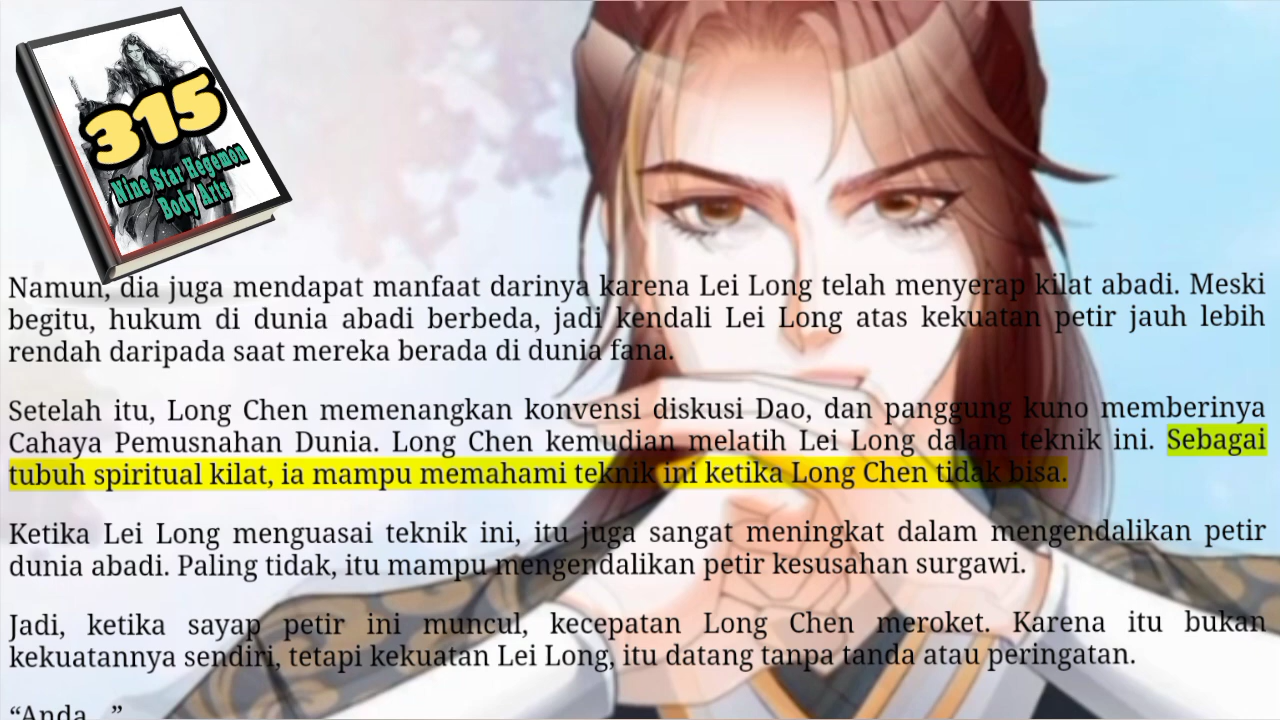 315
Nine Star Hegemon
Body Arts
Namun, dia juga mendapat manfaat darinya karena Lei Long telah menyerap kilat abadi. Meski
begitu, hukum di dunia abadi berbeda, jadi kendali Lei Long atas kekuatan petir jauh lebih
rendah daripada saat mereka berada di dunia fana.
Setelah itu, Long Chen memenangkan konvensi diskusi Dao, dan panggung kuno memberinya
Cahaya Pemusnahan Dunia. Long Chen kemudian melatih Lei Long dalam teknik ini. Sebagai
tubuh spiritual kilat, ia mampu memahami teknik ini ketika Long Chen tidak bisa.
Ketika Lei Long menguasai teknik ini, itu juga sangat meningkat dalam mengendalikan petir
dunia abadi. Paling tidak, itu mampu mengendalikan petir kesusahan surgawi.
Jadi, ketika sayap petir ini muncul, kecepatan Long Chen meroket. Karena itu bukan
kekuatannya sendiri, tetapi kekuatan Lei Long, itu datang tanpa tanda atau peringatan.
“Anda...”